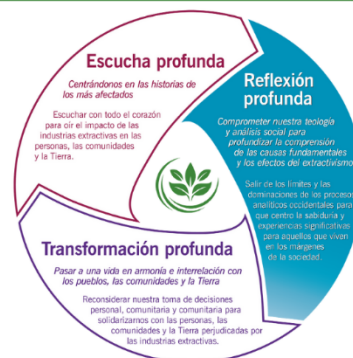 Escucha profunda
Centrándonos en las historias de
los más afectados
Escuchar con todo el corazón
para oír el impacto de las
industrias extractivas en las
personas, las comunidades
y la Tierra.
Reflexión
profunda
Comprometer nuestra teología
y análisis social para
profundizar la comprensión
de las causas fundamentales
y los efectos del extractivismo
Salir de los límites y las
dominaciones de los procesos
analíticos occidentales para
que centro la sabiduría y
experiencias significativas
para aquellos que viven
en los márgenes
de la sociedad.
Transformación profunda
Pasar a una vida en armonía e interrelación con
los pueblos, las comunidades y la Tierra
Reconsiderar nuestra toma de decisiones
personal, comunitaria y comunitaria para
solidarizarnos con las personas, las
comunidades y la Tierra perjudicadas por
las industrias extractivas.